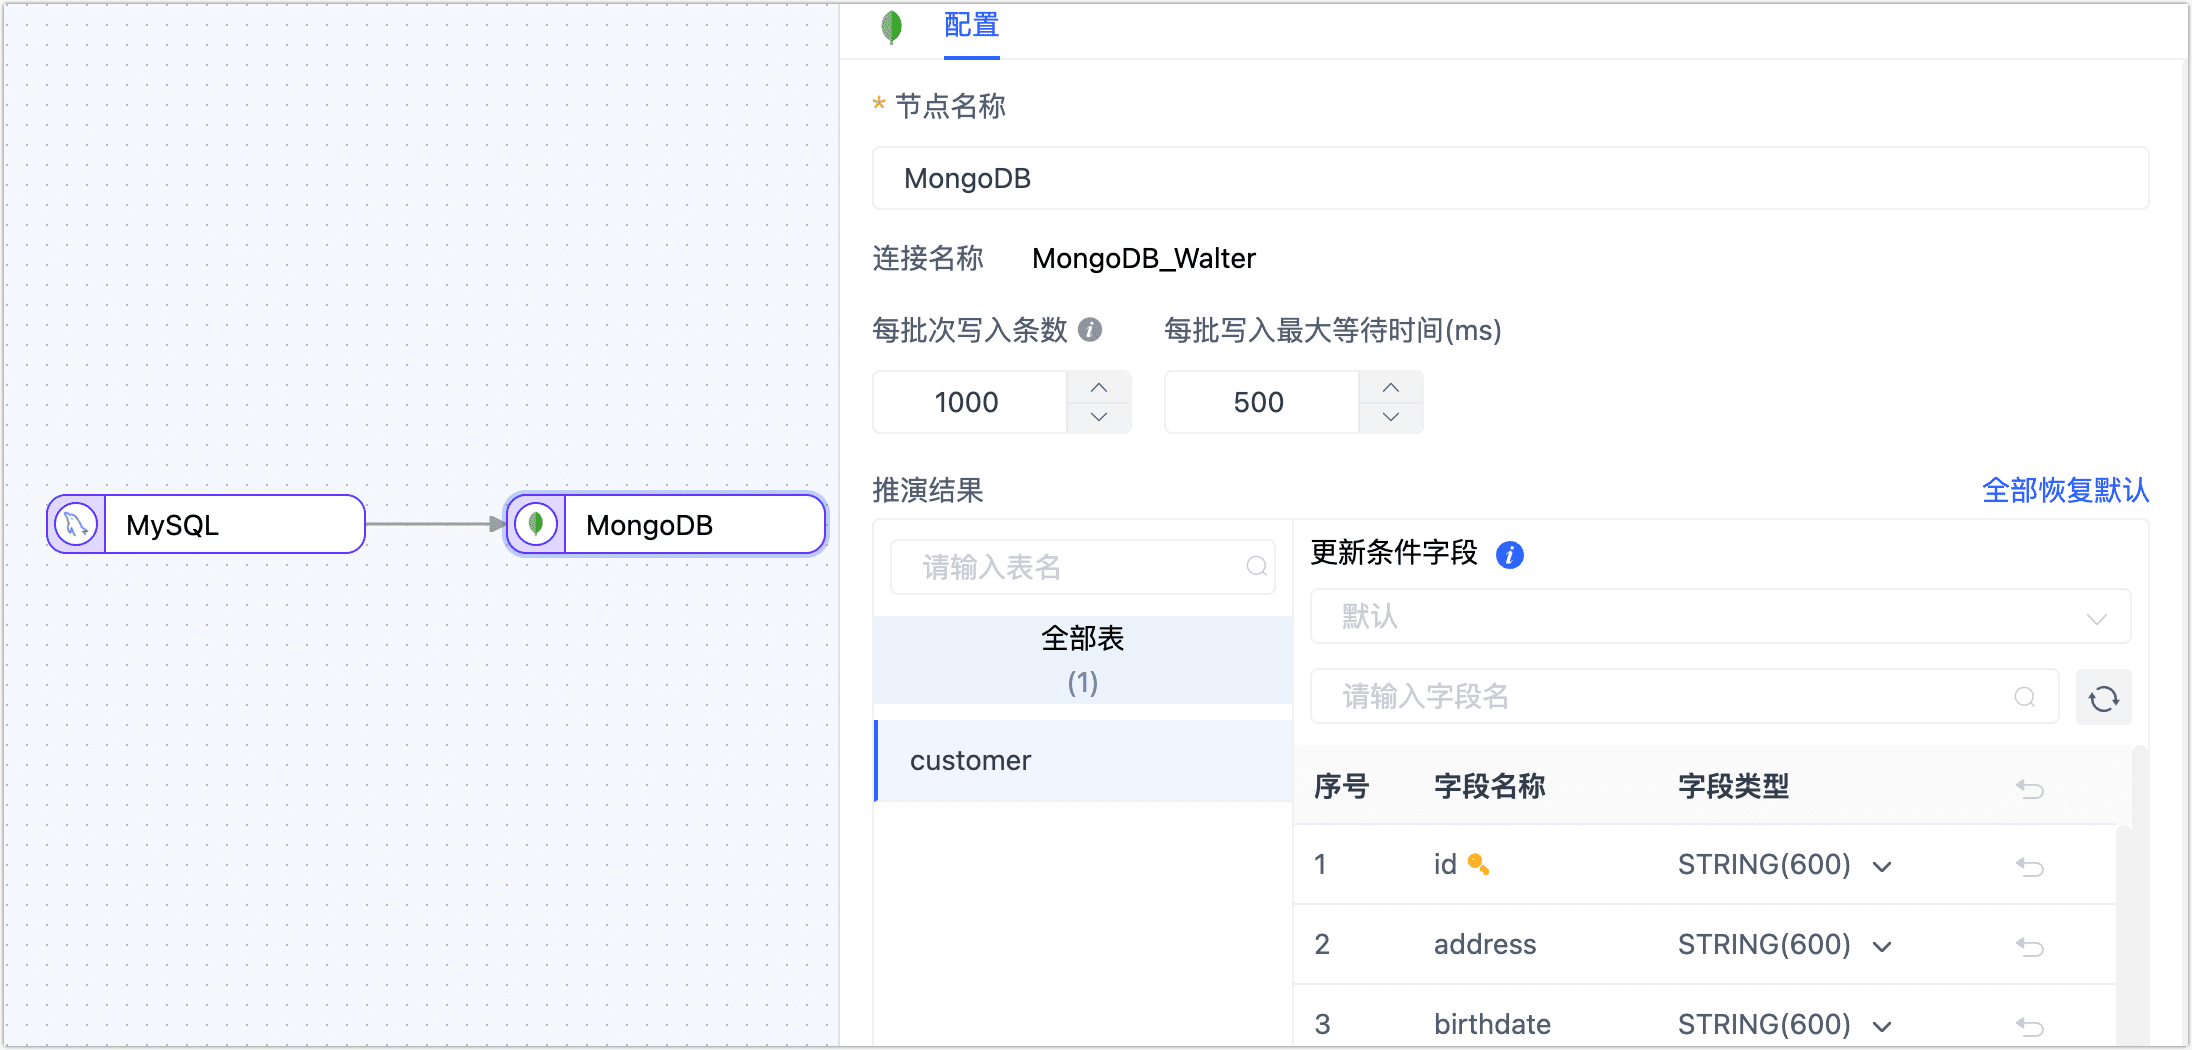 配置
* 节点名称
MongoDB
连接名称 MongoDB_Walter
每批次写入条数 每批写入最大等待时间(ms)
1000 500
推演结果 全部恢复默认
MySQL
MongoDB
请输入表名
全部表
(1)
customer
更新条件字段
默认
请输入字段名
序号 字段名称 字段类型
1 id STRING(600)
2 address STRING(600)
3 birthdate STRING(600)